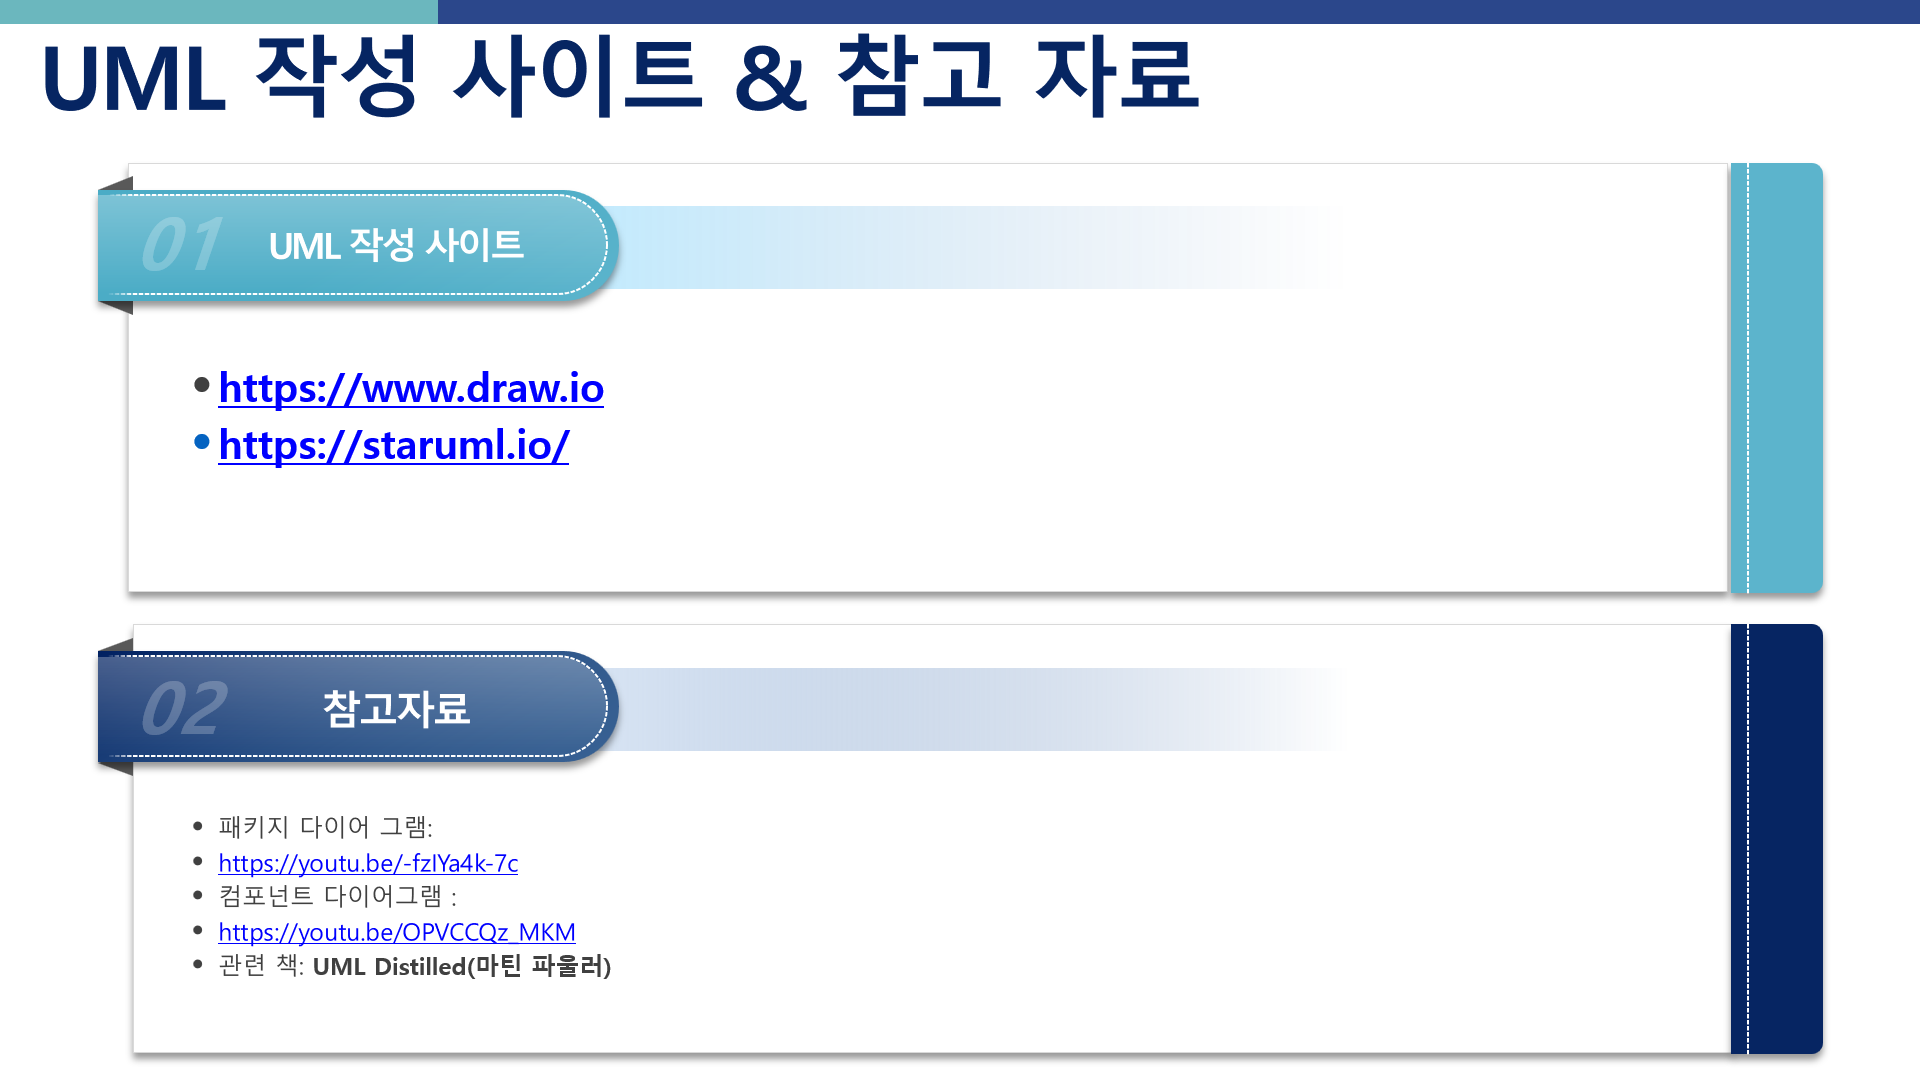 UML 작성 사이트 & 참고 자료
01 UML 작성 사이트
• https://www.draw.io
• https://staruml.io/
02 참고자료
• 패키지 다이어 그램:
• https://youtu.be/-fzIYa4k-7c
• 컴포넌트 다이어그램 :
• https://youtu.be/OPVCCQz_MKM
• 관련 책: UML Distilled(마틴 파울러)